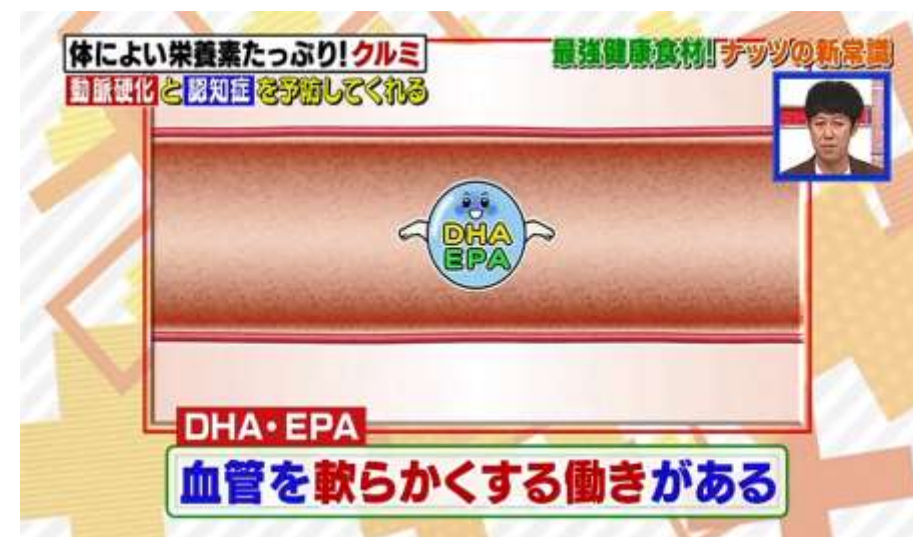 体によい栄養素たっぷり!クルミ
最強健康食材!ナッツの新常識
動脈硬化と認知症を予防してくれる
DHA
EPA
DHA・EPA
血管を軟らかくする働きがある